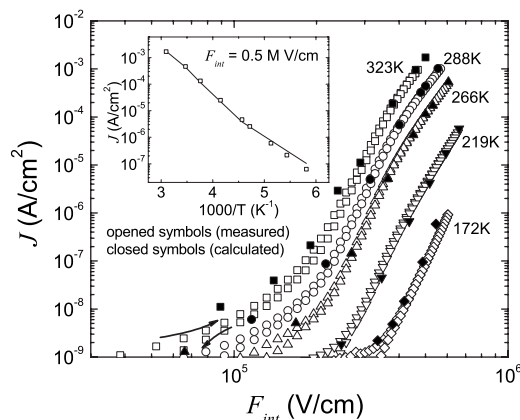 10⁻³
10⁻⁴
10⁻⁵
10⁻⁶
10⁻⁷
10⁻⁸
10⁻⁹
J (A/cm²)
10⁵
10⁶
F_int (V/cm)
323K
288K
266K
219K
172K
F_int = 0.5 M V/cm
10⁻³
10⁻⁴
10⁻⁵
10⁻⁶
10⁻⁷
J (A/cm²)
3 4 5 6
1000/T (K⁻¹)
opened symbols (measured)
closed symbols (calculated)